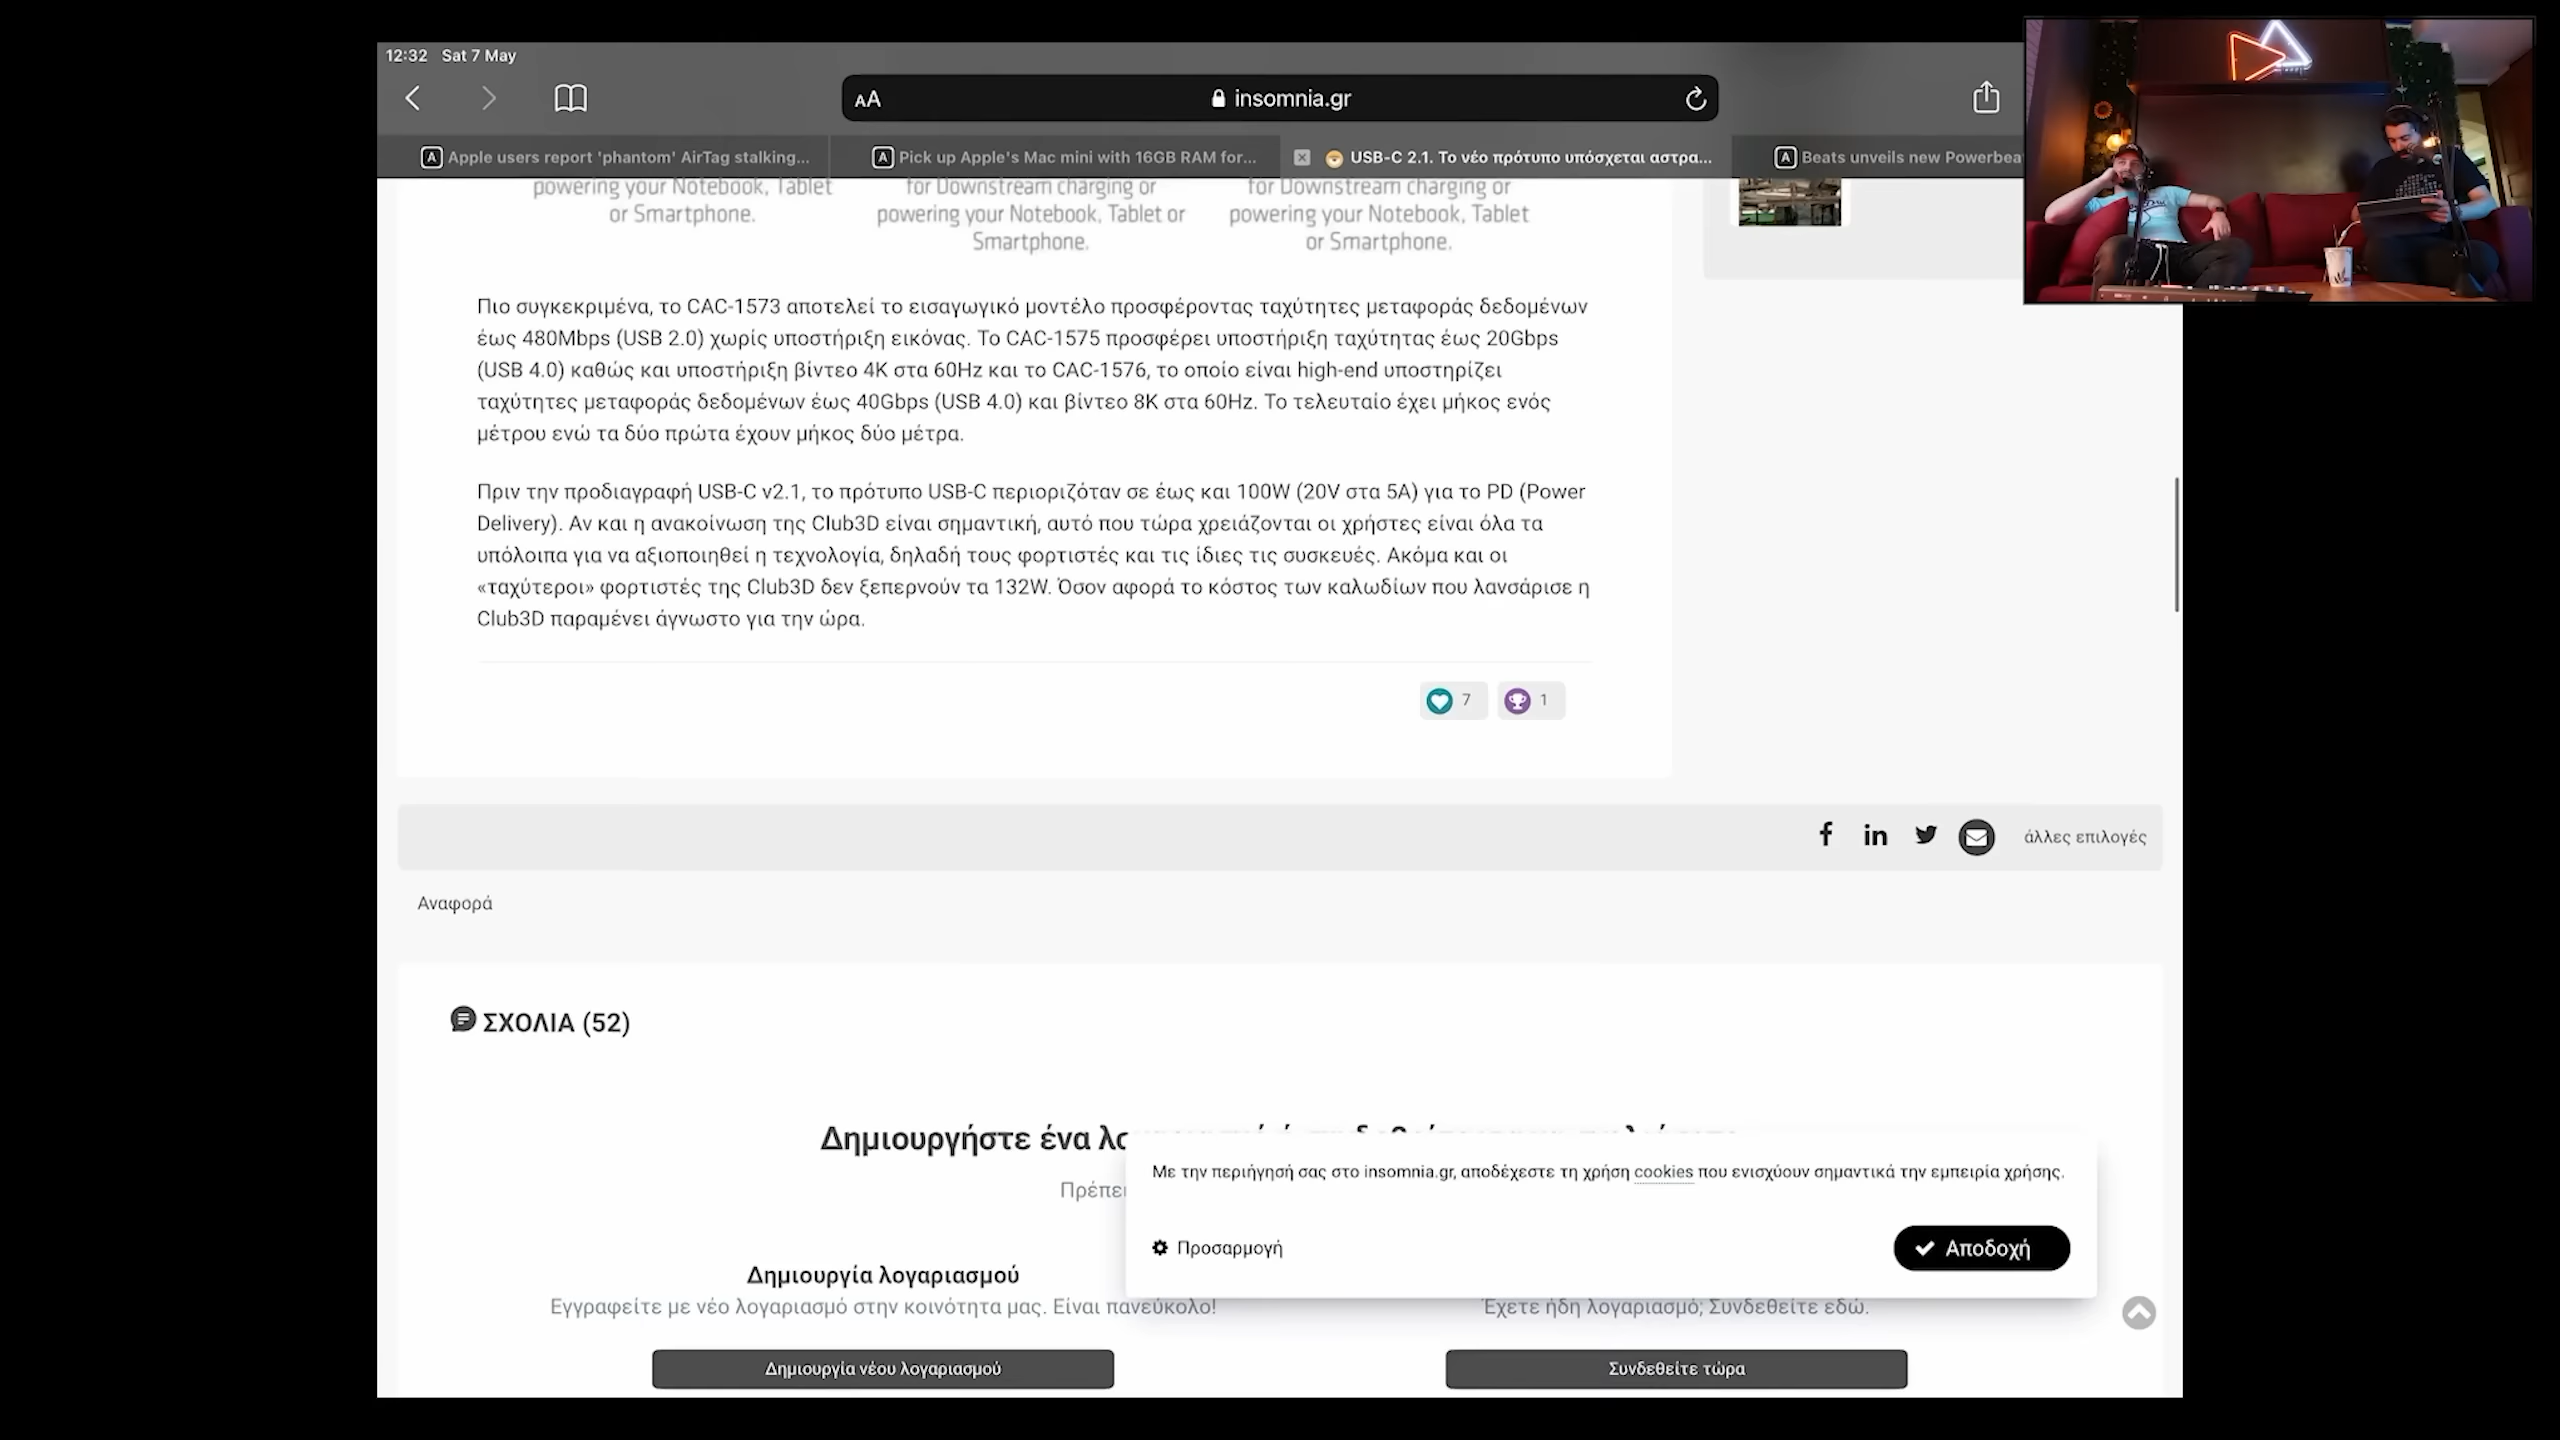 12:32 Sat 7 May
AA insomnia.gr
Apple users report 'phantom' AirTag stalking...
Pick up Apple's Mac mini with 16GB RAM for...
USB-C 2.1. Το νέο πρότυπο υπόσχεται αστρα...
Beats unveils new Powerbea
powering your Notebook, Tablet
or Smartphone.
for Downstream charging or
powering your Notebook, Tablet or
Smartphone.
for Downstream charging or
powering your Notebook, Tablet
or Smartphone.
Πιο συγκεκριμένα, το CAC-1573 αποτελεί το εισαγωγικό μοντέλο προσφέροντας ταχύτητες μεταφοράς δεδομένων
έως 480Mbps (USB 2.0) χωρίς υποστήριξη εικόνας. Το CAC-1575 προσφέρει υποστήριξη ταχύτητας έως 20Gbps
(USB 4.0) καθώς και υποστήριξη βίντεο 4K στα 60Hz και το CAC-1576, το οποίο είναι high-end υποστηρίζει
ταχύτητες μεταφοράς δεδομένων έως 40Gbps (USB 4.0) και βίντεο 8K στα 60Hz. Το τελευταίο έχει μήκος ενός
μέτρου ενώ τα δύο πρώτα έχουν μήκος δύο μέτρα.
Πριν την προδιαγραφή USB-C v2.1, το πρότυπο USB-C περιοριζόταν σε έως και 100W (20V στα 5A) για το PD (Power
Delivery). Αν και η ανακοίνωση της Club3D είναι σημαντική, αυτό που τώρα χρειάζονται οι χρήστες είναι όλα τα
υπόλοιπα για να αξιοποιηθεί η τεχνολογία, δηλαδή τους φορτιστές και τις ίδιες τις συσκευές. Ακόμα και οι
«ταχύτεροι» φορτιστές της Club3D δεν ξεπερνούν τα 132W. Όσον αφορά το κόστος των καλωδίων που λανσάρισε η
Club3D παραμένει άγνωστο για την ώρα.
7 1
άλλες επιλογές
Αναφορά
ΣΧΟΛΙΑ (52)
Δημιουργήστε ένα λο
Πρέπει
Με την περιήγησή σας στο insomnia.gr, αποδέχεστε τη χρήση cookies που ενισχύουν σημαντικά την εμπειρία χρήσης.
Προσαρμογή
Αποδοχή
Δημιουργία λογαριασμού
Εγγραφείτε με νέο λογαριασμό στην κοινότητα μας. Είναι πανεύκολο!
Έχετε ήδη λογαριασμό; Συνδεθείτε εδώ.
Δημιουργία νέου λογαριασμού
Συνδεθείτε τώρα